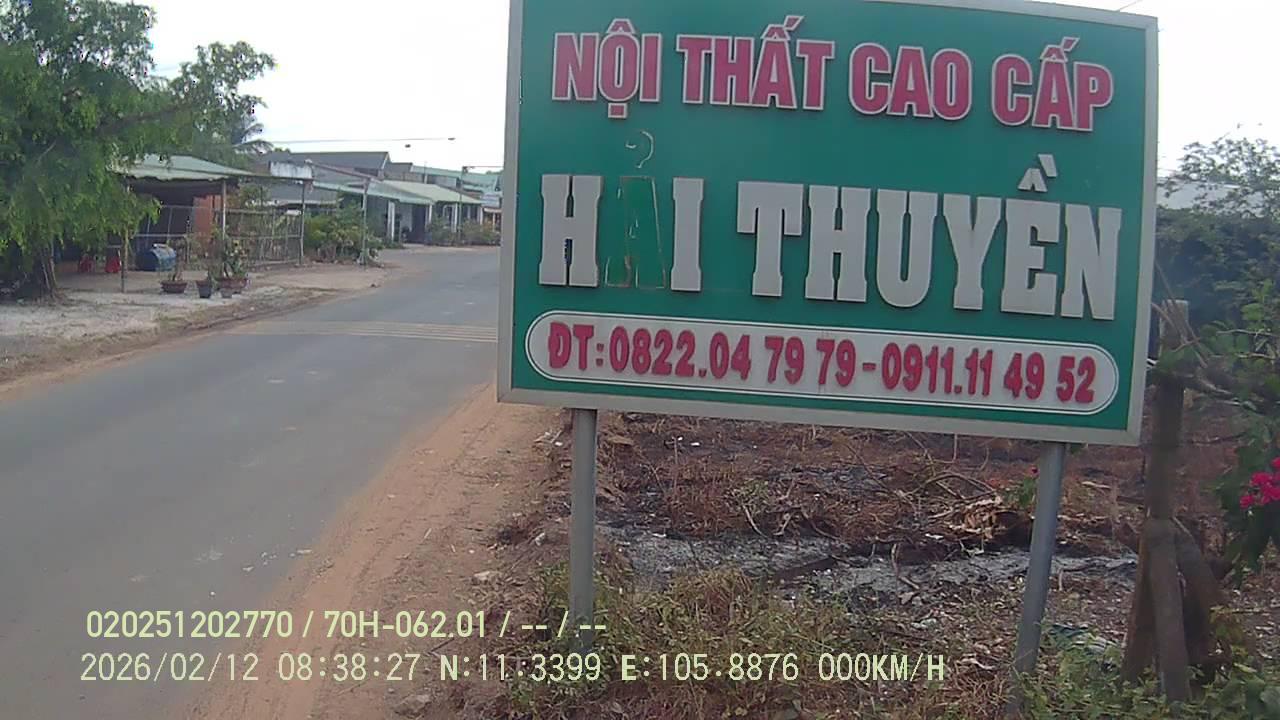 NỘI THẤT CAO CẤP
HẢI THUYỀN
ĐT:0822.04 79 79-0911.11 49 52
020251202770 / 70H-062.01 / -- / --
2026/02/12 08:38:27 N:11.3399 E:105.8876 000KM/H